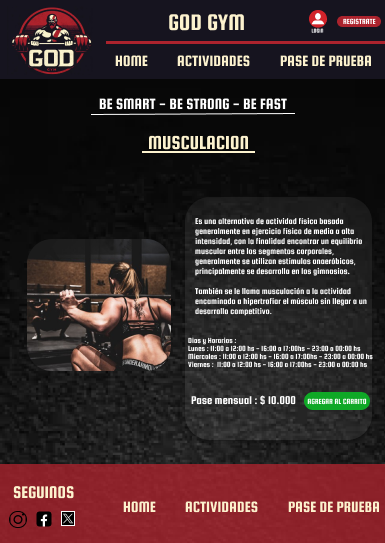 GOD GYM
LOGIN
REGISTRATE
GOD
HOME
ACTIVIDADES
PASE DE PRUEBA
BE SMART - BE STRONG - BE FAST
MUSCULACION
Es una alternativa de actividad física basada
generalmente en ejercicio físico de media o alta
intensidad, con la finalidad encontrar un equilibrio
muscular entre los segmentos corporales,
generalmente se utilizan estímulos anaeróbicos,
principalmente se desarrolla en los gimnasios.
También se le llama musculación a la actividad
encaminada a hipertrofiar el músculo sin llegar a un
desarrollo competitivo.
Dias y Hararios :
Lunes : 11:00 a 12:00 hs - 16:00 a 17:00hs - 23:00 a 00:00 hs
Miercoles : 11:00 a 12:00 hs - 16:00 a 17:00hs - 23:00 a 00:00 hs
Viernes : 11:00 a 12:00 hs - 16:00 a 17:00hs - 23:00 a 00:00 hs
Pase mensual : $ 10.000
AGREGAR AL CARRITO
UNDER ARMOUR
SEGUINOS
HOME
ACTIVIDADES
PASE DE PRUEBA